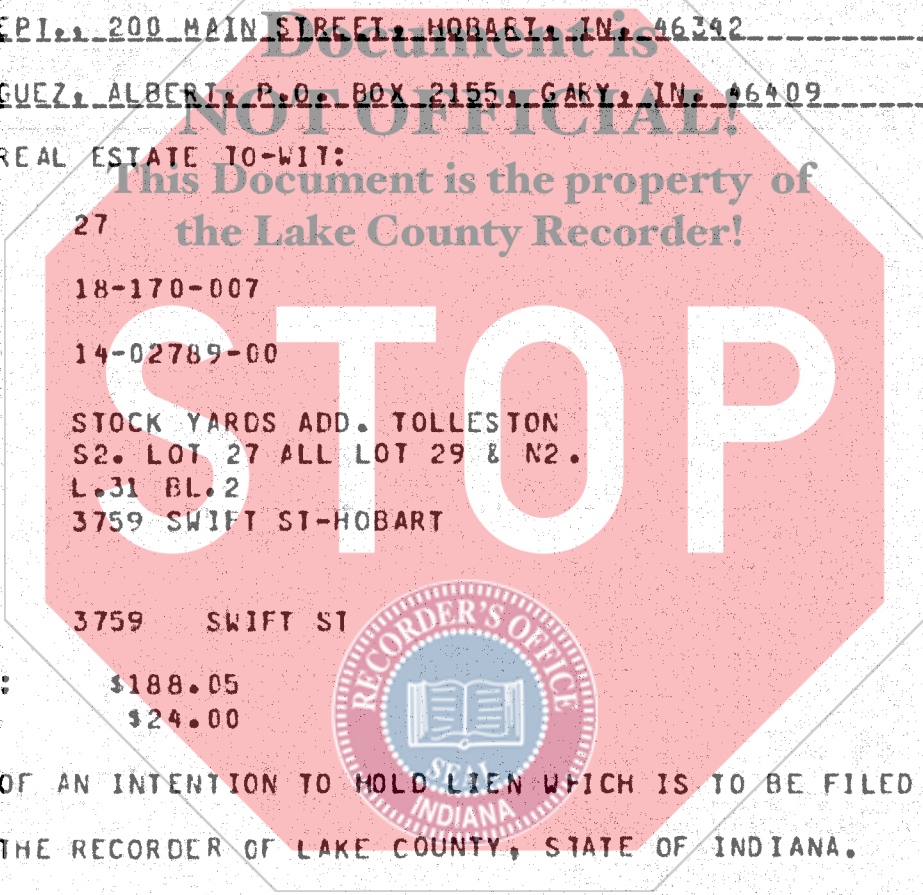 EPT., 200 MAIN STREET, HOBART, IN. 46342
Document is
GUEZ, ALBERT, P.O. BOX 2155, GARY, IN. 46409
NOT OFFICIAL!
REAL ESTATE TO-WIT:
This Document is the property of
27
the Lake County Recorder!
18-170-007
STOP
14-02789-00
STOCK YARDS ADD. TOLLESTON
S2. LOT 27 ALL LOT 29 & N2.
L.31 BL.2
3759 SWIFT ST-HOBART
3759 SWIFT ST
RECORDER'S OFFICE
: $188.05
$24.00
SEAL
OF AN INTENTION TO HOLD LIEN WHICH IS TO BE FILED
INDIANA
THE RECORDER OF LAKE COUNTY, STATE OF INDIANA.